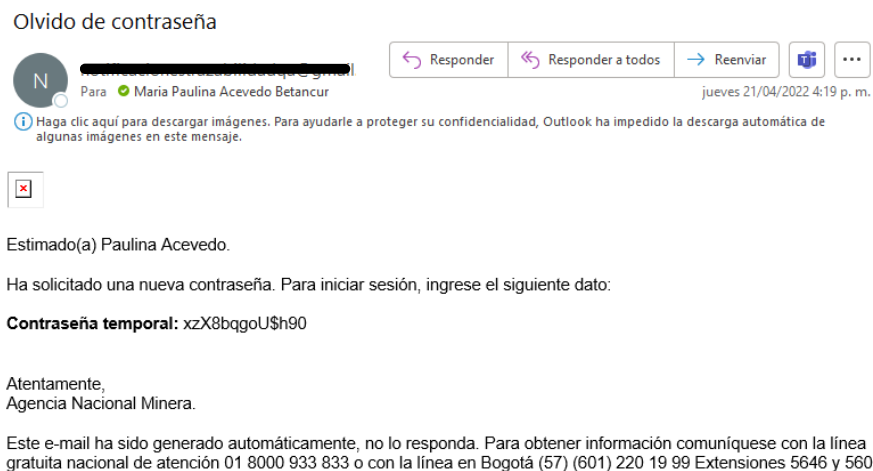 Olvido de contraseña
N
Responder
Responder a todos
Reenviar
Para Maria Paulina Acevedo Betancur
jueves 21/04/2022 4:19 p. m.
Haga clic aquí para descargar imágenes. Para ayudarle a proteger su confidencialidad, Outlook ha impedido la descarga automática de
algunas imágenes en este mensaje.
Estimado(a) Paulina Acevedo.
Ha solicitado una nueva contraseña. Para iniciar sesión, ingrese el siguiente dato:
Contraseña temporal: xzX8bqgoU$h90
Atentamente,
Agencia Nacional Minera.
Este e-mail ha sido generado automáticamente, no lo responda. Para obtener información comuníquese con la línea
gratuita nacional de atención 01 8000 933 833 o con la línea en Bogotá (57) (601) 220 19 99 Extensiones 5646 y 560